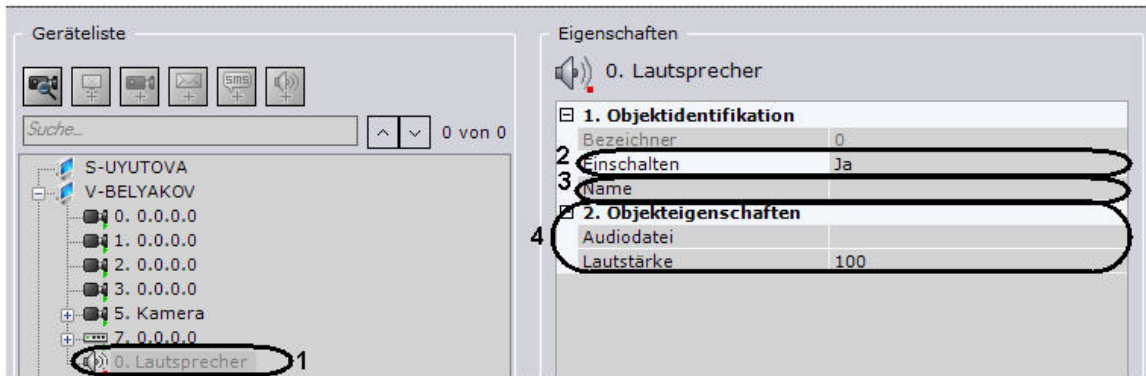 Geräteliste
sms
Suche...
0 von 0
S-UYUTOVA
V-BELYAKOV
0. 0.0.0.0
1. 0.0.0.0
2. 0.0.0.0
3. 0.0.0.0
5. Kamera
7. 0.0.0.0
0. Lautsprecher 1
Eigenschaften
0. Lautsprecher
1. Objektidentifikation
Bezeichner 0
2 Einschalten Ja
3 Name
2. Objekteigenschaften
4 Audiodatei
Lautstärke 100